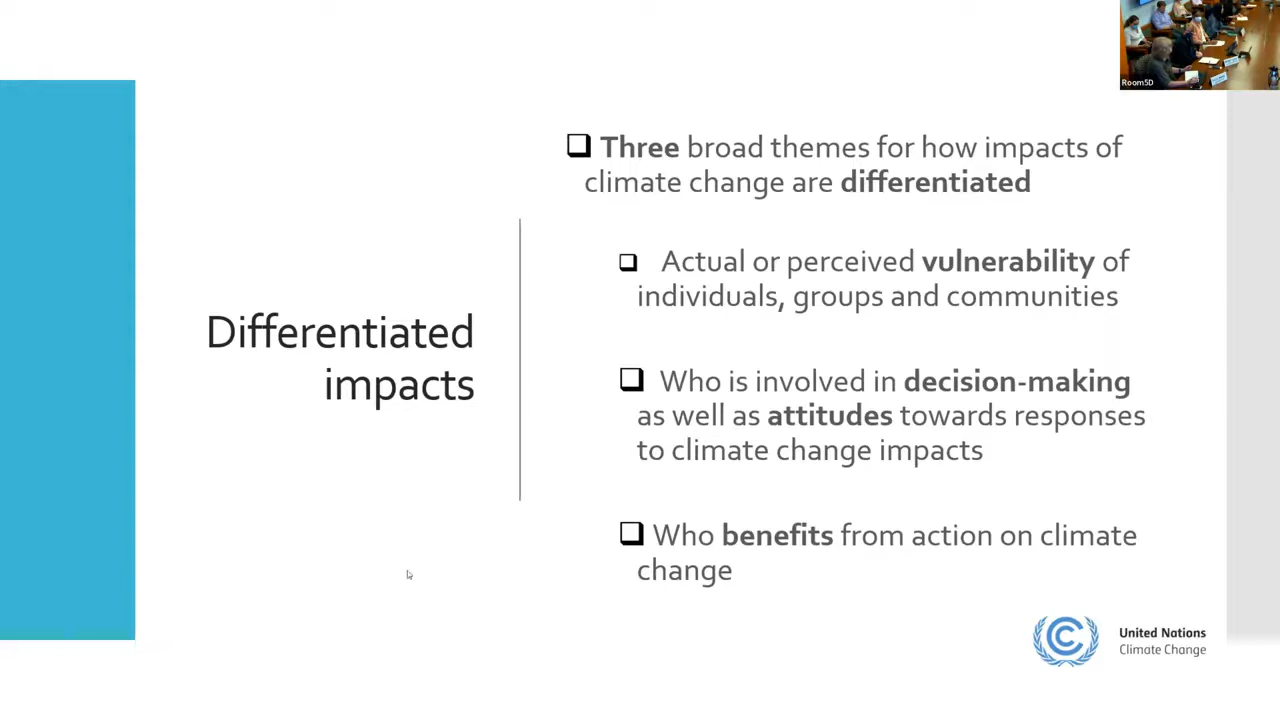 Room5D
Differentiated
impacts
Three broad themes for how impacts of
climate change are differentiated
Actual or perceived vulnerability of
individuals, groups and communities
Who is involved in decision-making
as well as attitudes towards responses
to climate change impacts
Who benefits from action on climate
change
United Nations
Climate Change